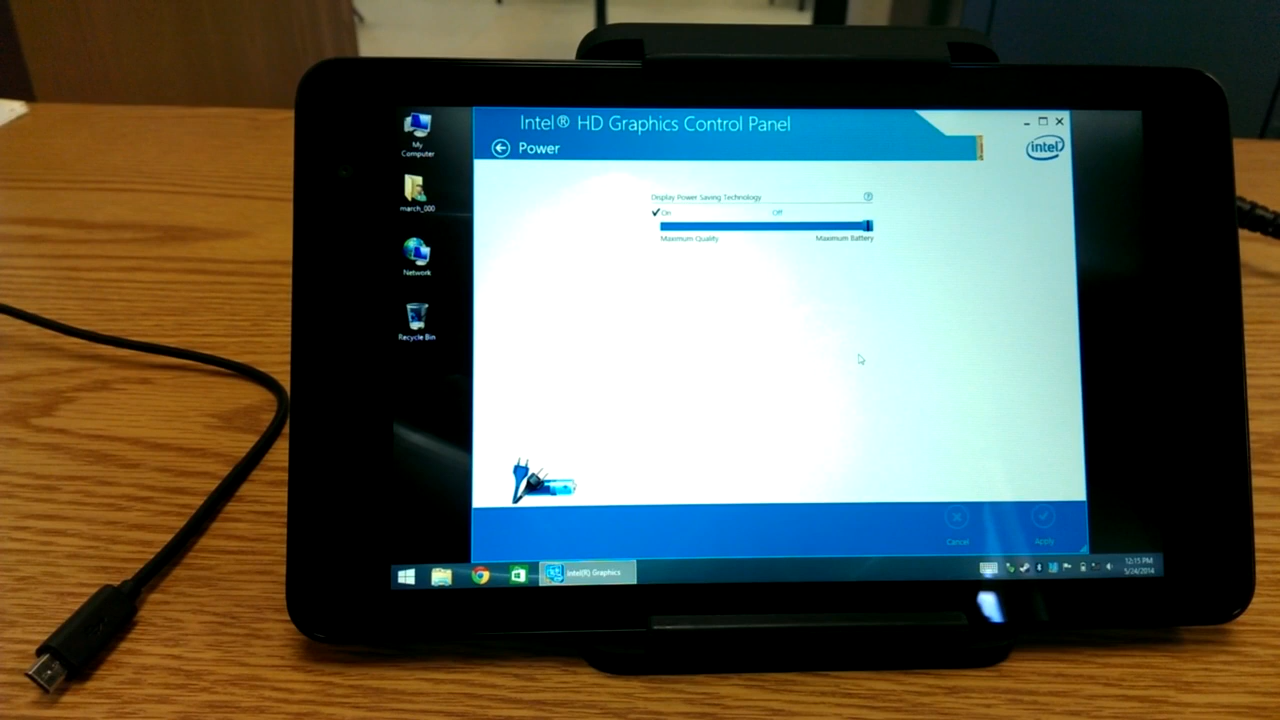 Intel® HD Graphics Control Panel
Power
intel
My
Computer
march_000
Network
Recycle Bin
Display Power Saving Technology
On
Off
Maximum Quality
Maximum Battery
Cancel
Apply
Intel(R) Graphics
12:15 PM
5/24/2014